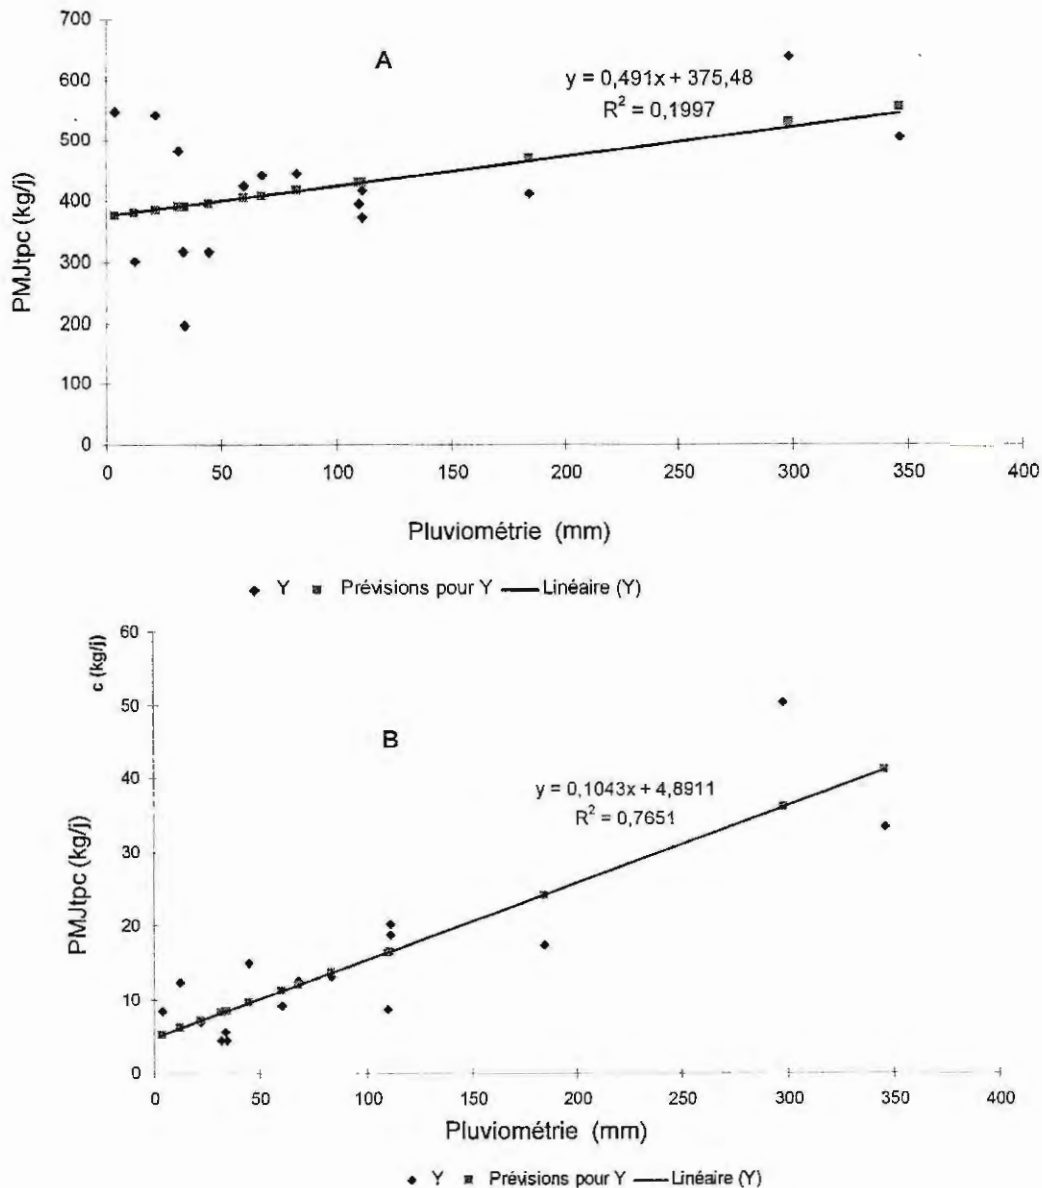 700
600
500
400
300
200
100
0
PMJtpc (kg/j)
A
y = 0,491x + 375,48
R² = 0,1997
0 50 100 150 200 250 300 350 400
Pluviométrie (mm)
Y Prévisions pour Y Linéaire (Y)
60
50
40
30
20
10
0
c (kg/j)
PMJtpc (kg/j)
B
y = 0,1043x + 4,8911
R² = 0,7651
0 50 100 150 200 250 300 350 400
Pluviométrie (mm)
Y Prévisions pour Y Linéaire (Y)